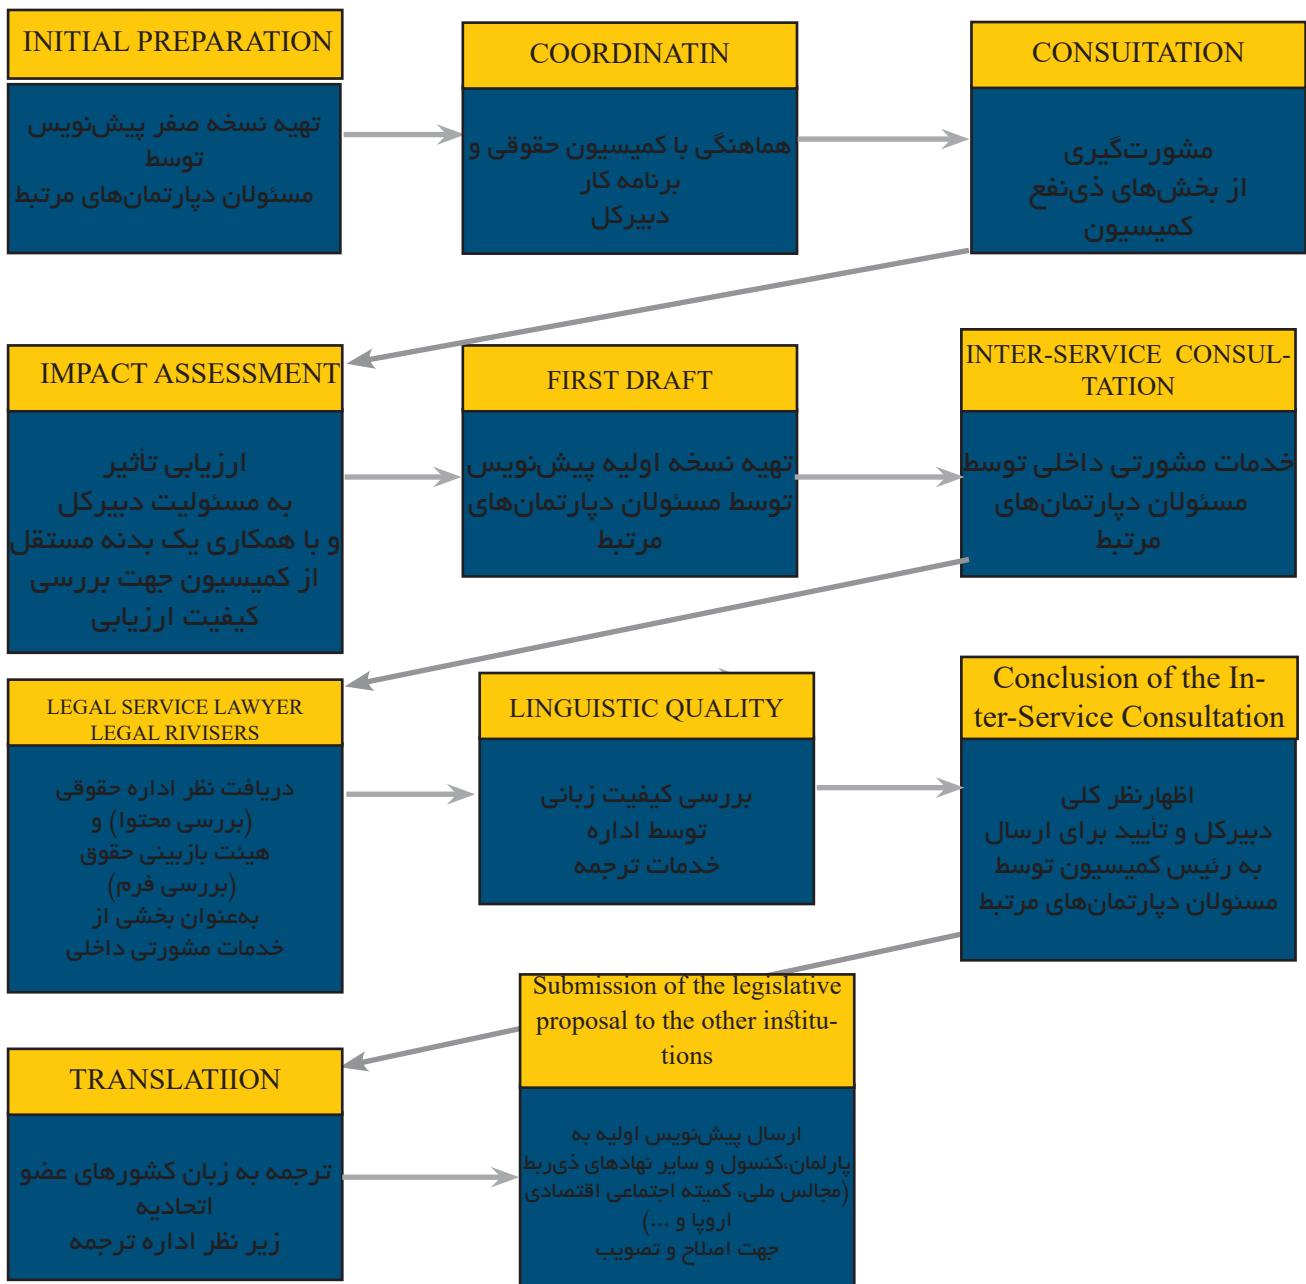 INITIAL PREPARATION
تهیه نسخه صفر پیش‌نویس
توسط
مسئولان دپارتمان‌های مرتبط
COORDINATIN
هماهنگی با کمیسیون حقوقی و
برنامه کار
دبیرکل
CONSUITATION
مشورت‌گیری
از بخش‌های ذی‌نفع
کمیسیون
IMPACT ASSESSMENT
ارزیابی تأثیر
به مسئولیت دبیرکل
و با همکاری یک بدنه مستقل
از کمیسیون جهت بررسی
کیفیت ارزیابی
FIRST DRAFT
تهیه نسخه اولیه پیش‌نویس
توسط مسئولان دپارتمان‌های
مرتبط
INTER-SERVICE CONSUL-
TATION
خدمات مشورتی داخلی توسط
مسئولان دپارتمان‌های
مرتبط
LEGAL SERVICE LAWYER
LEGAL RIVISERS
دریافت نظر اداره حقوقی
(بررسی محتوا) و
هیئت بازبینی حقوق
(بررسی فرم)
به‌عنوان بخشی از
خدمات مشورتی داخلی
LINGUISTIC QUALITY
بررسی کیفیت زبانی
توسط اداره
خدمات ترجمه
Conclusion of the In-
ter-Service Consultation
اظهارنظر کلی
دبیرکل و تأیید برای ارسال
به رئیس کمیسیون توسط
مسئولان دپارتمان‌های مرتبط
TRANSLATIION
ترجمه به زبان کشورهای عضو
اتحادیه
زیر نظر اداره ترجمه
Submission of the legislative
proposal to the other institu-
tions
ارسال پیش‌نویس اولیه به
پارلمان،کنسول و سایر نهادهای ذی‌ربط
(مجالس ملی، کمیته اجتماعی اقتصادی
اروپا و ...)
جهت اصلاح و تصویب